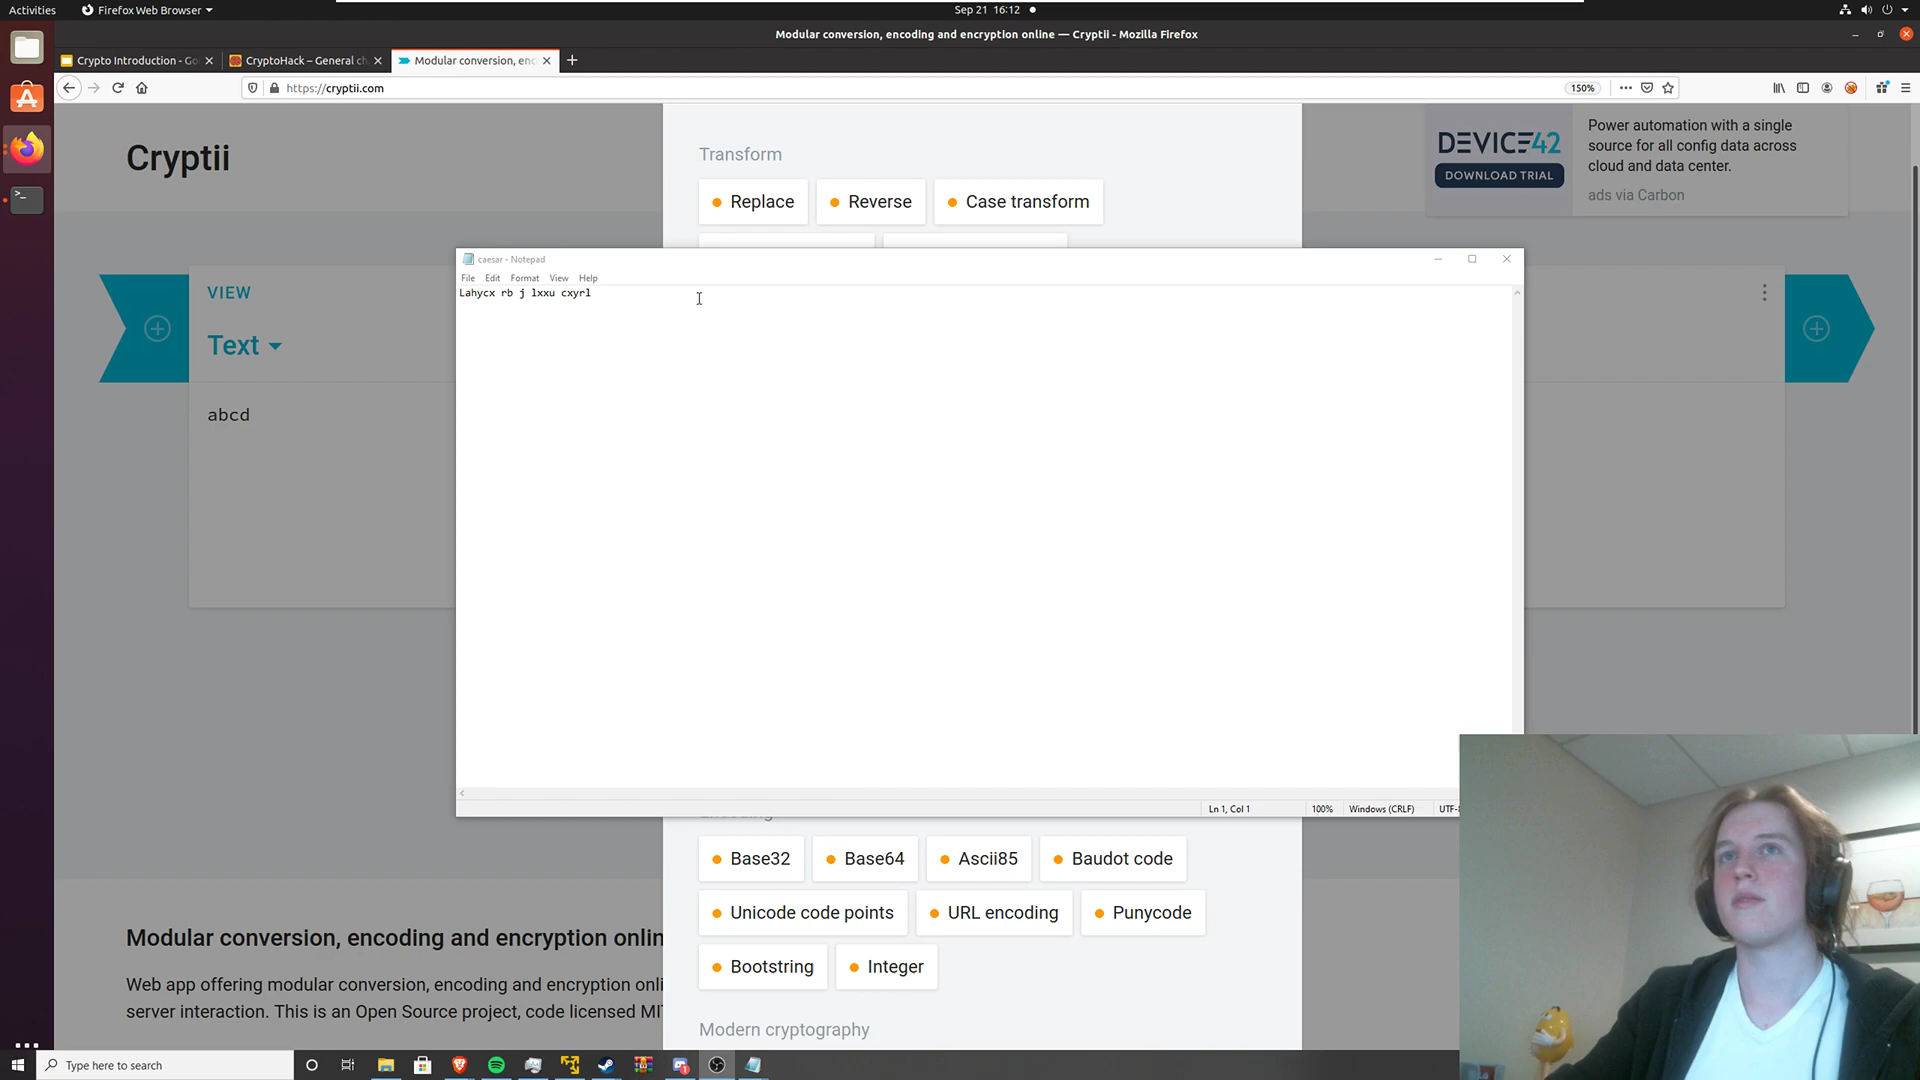 Activities
Firefox Web Browser
Sep 21 16:12
Modular conversion, encoding and encryption online — Cryptii - Mozilla Firefox
Crypto Introduction - Go
CryptoHack – General ch
Modular conversion, enc
https://cryptii.com
150%
Cryptii
Transform
Replace
Reverse
Case transform
DEVICE42
DOWNLOAD TRIAL
Power automation with a single
source for all config data across
cloud and data center.
ads via Carbon
VIEW
Text
abcd
caesar - Notepad
File Edit Format View Help
Lahycx rb j lxxu cxyrl
Ln 1, Col 1
100%
Windows (CRLF)
UTF-8
Encoding
Base32
Base64
Ascii85
Baudot code
Unicode code points
URL encoding
Punycode
Bootstring
Integer
Modern cryptography
Modular conversion, encoding and encryption onlin
Web app offering modular conversion, encoding and encryption onli
server interaction. This is an Open Source project, code licensed MI
Type here to search